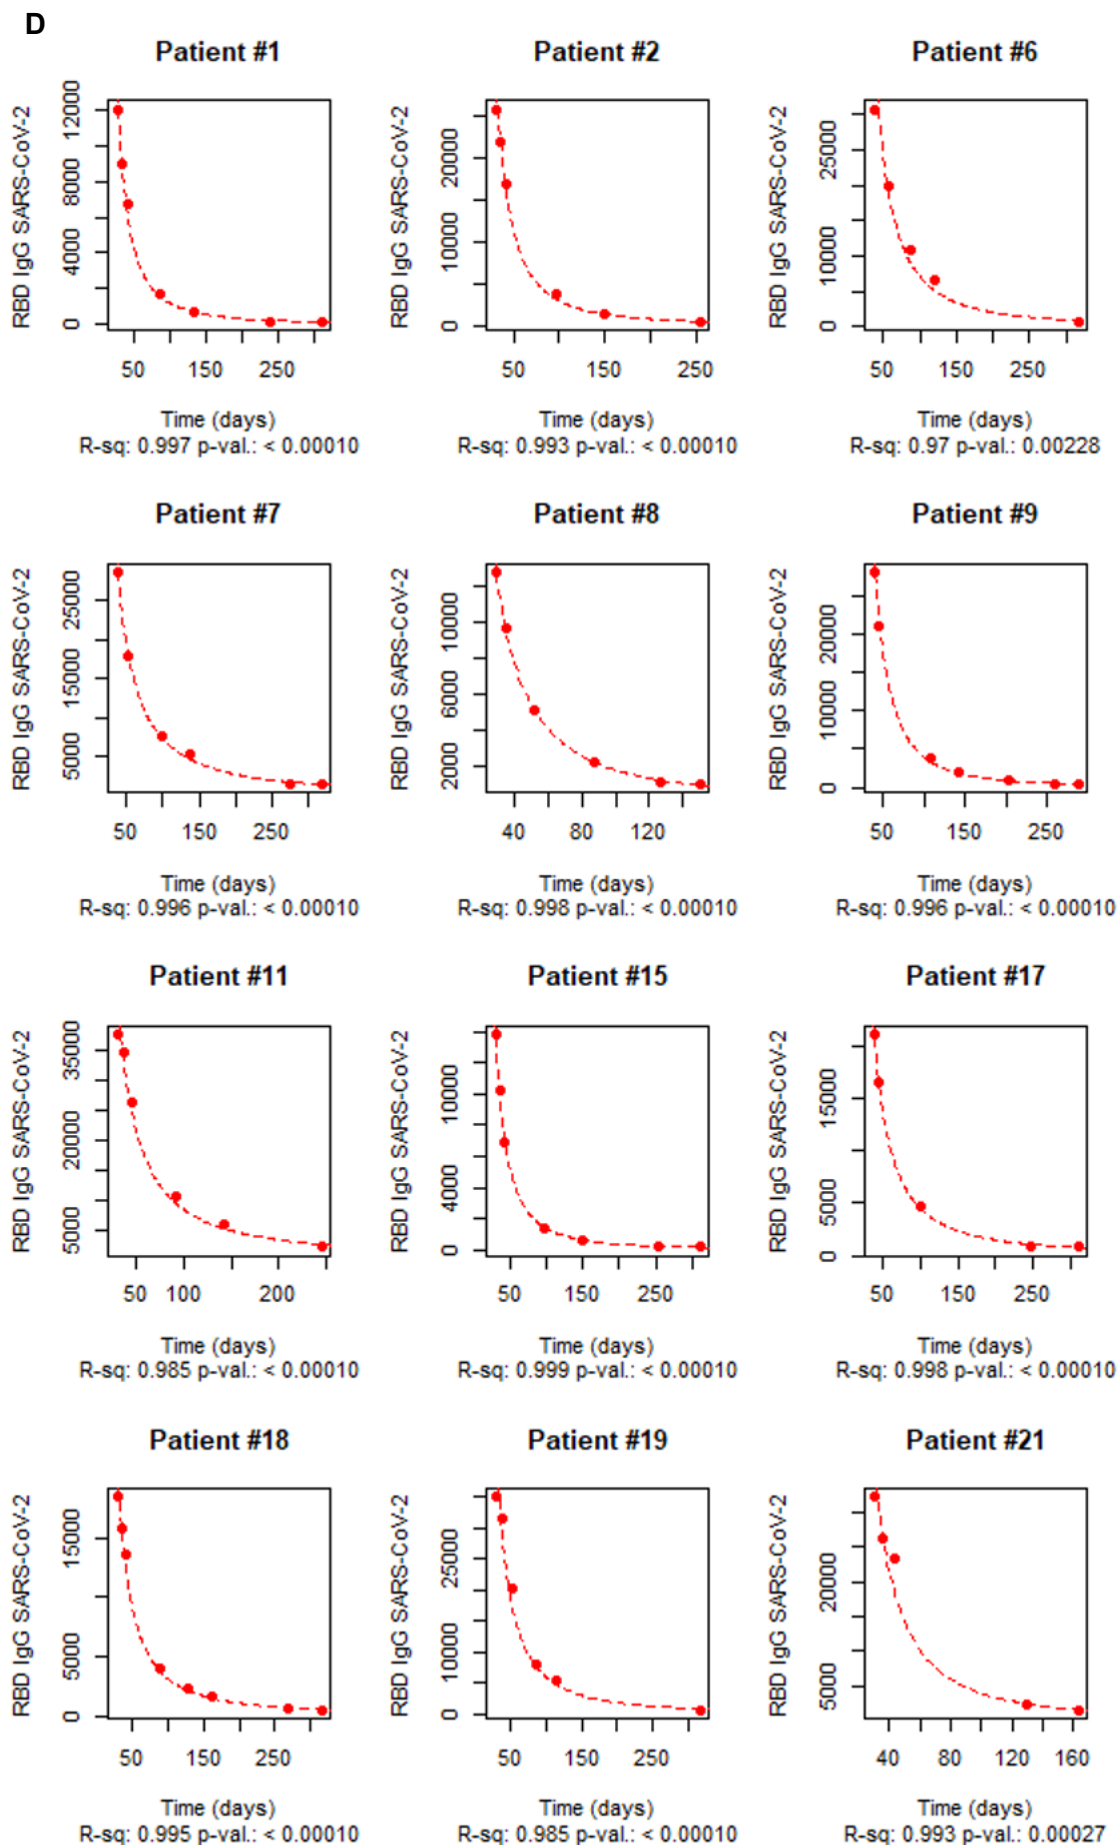 D
Patient #1
RBD IgG SARS-CoV-2
0 4000 8000 12000
50 150 250
Time (days)
R-sq: 0.997 p-val.: < 0.00010
Patient #2
RBD IgG SARS-CoV-2
0 10000 20000
50 150 250
Time (days)
R-sq: 0.993 p-val.: < 0.00010
Patient #6
RBD IgG SARS-CoV-2
0 10000 25000
50 150 250
Time (days)
R-sq: 0.97 p-val.: 0.00228
Patient #7
RBD IgG SARS-CoV-2
5000 15000 25000
50 150 250
Time (days)
R-sq: 0.996 p-val.: < 0.00010
Patient #8
RBD IgG SARS-CoV-2
2000 6000 10000
40 80 120
Time (days)
R-sq: 0.998 p-val.: < 0.00010
Patient #9
RBD IgG SARS-CoV-2
0 10000 20000
50 150 250
Time (days)
R-sq: 0.996 p-val.: < 0.00010
Patient #11
RBD IgG SARS-CoV-2
5000 20000 35000
50 100 200
Time (days)
R-sq: 0.985 p-val.: < 0.00010
Patient #15
RBD IgG SARS-CoV-2
0 4000 10000
50 150 250
Time (days)
R-sq: 0.999 p-val.: < 0.00010
Patient #17
RBD IgG SARS-CoV-2
0 5000 15000
50 150 250
Time (days)
R-sq: 0.998 p-val.: < 0.00010
Patient #18
RBD IgG SARS-CoV-2
0 5000 15000
50 150 250
Time (days)
R-sq: 0.995 p-val.: < 0.00010
Patient #19
RBD IgG SARS-CoV-2
0 10000 25000
50 150 250
Time (days)
R-sq: 0.985 p-val.: < 0.00010
Patient #21
RBD IgG SARS-CoV-2
5000 20000
40 80 120 160
Time (days)
R-sq: 0.993 p-val.: 0.00027